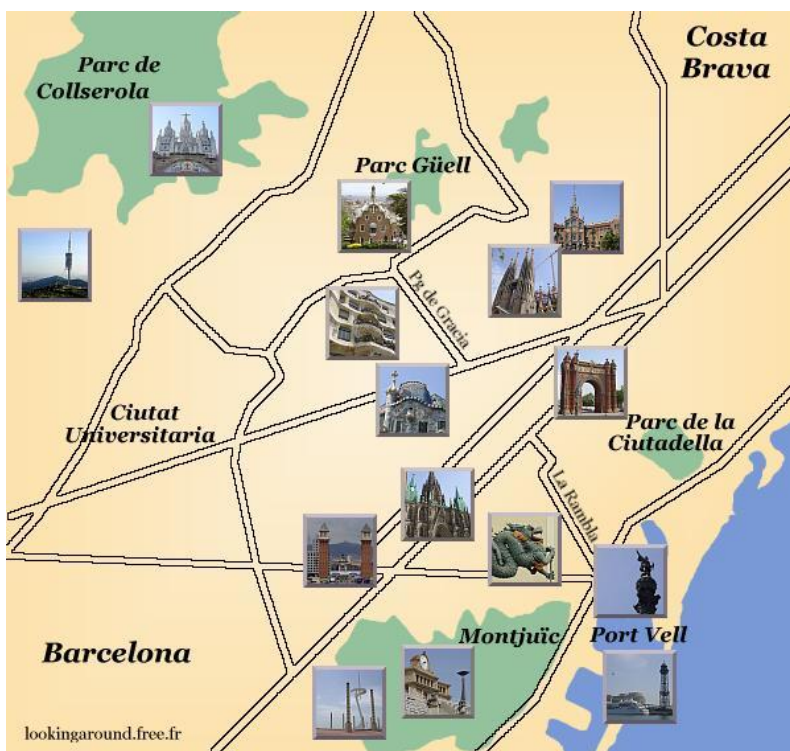 Costa
Brava
Parc de
Collserola
Parc Güell
Pg de Gracia
Ciutat
Universitaria
Parc de la
Ciutadella
La Rambla
Montjuïc
Port Vell
Barcelona
lookingaround.free.fr